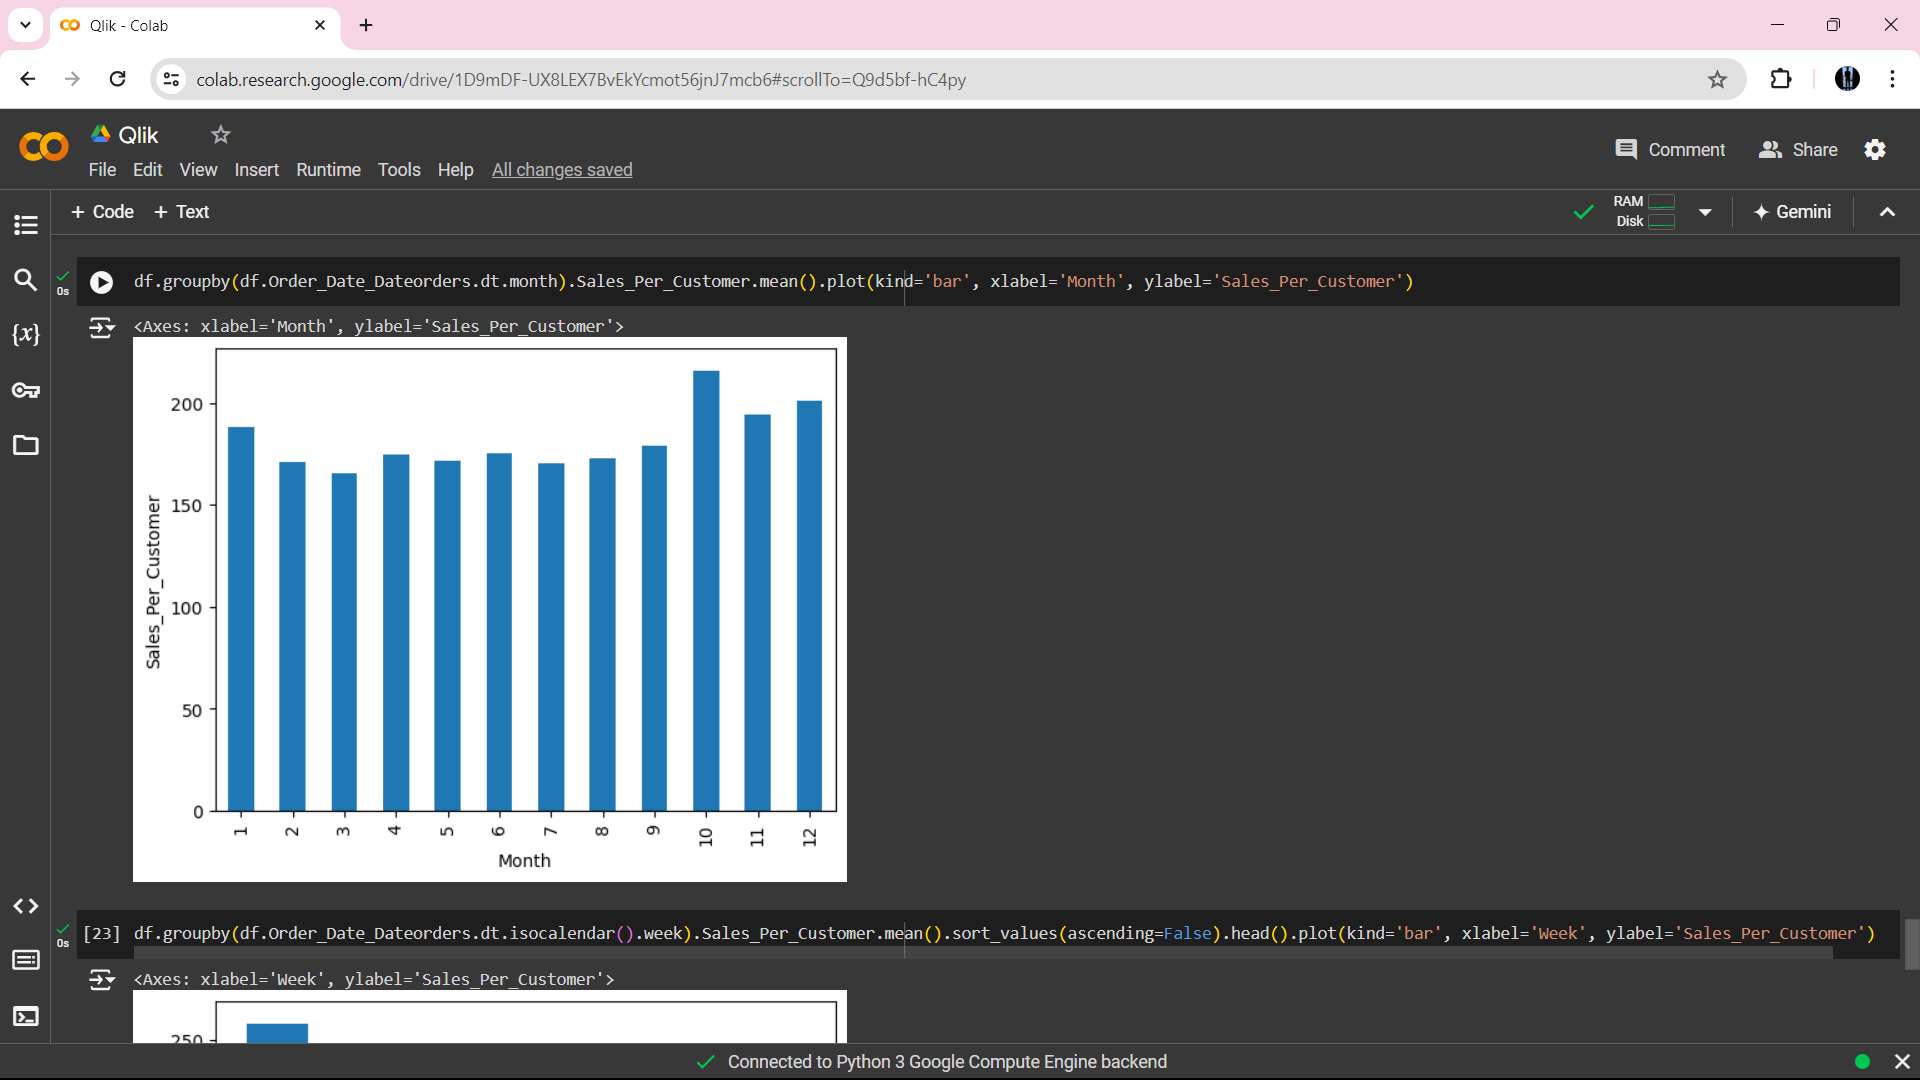 Qlik - Colab
colab.research.google.com/drive/1D9mDF-UX8LEX7BvEkYcmot56jnJ7mcb6#scrollTo=Q9d5bf-hC4py
Qlik
Comment
Share
File Edit View Insert Runtime Tools Help All changes saved
+ Code + Text
RAM
Disk
Gemini
0s
df.groupby(df.Order_Date_Dateorders.dt.month).Sales_Per_Customer.mean().plot(kind='bar', xlabel='Month', ylabel='Sales_Per_Customer')
<Axes: xlabel='Month', ylabel='Sales_Per_Customer'>
200
150
100
50
0
Sales_Per_Customer
1 2 3 4 5 6 7 8 9 10 11 12
Month
0s
[23] df.groupby(df.Order_Date_Dateorders.dt.isocalendar().week).Sales_Per_Customer.mean().sort_values(ascending=False).head().plot(kind='bar', xlabel='Week', ylabel='Sales_Per_Customer')
<Axes: xlabel='Week', ylabel='Sales_Per_Customer'>
250
Connected to Python 3 Google Compute Engine backend